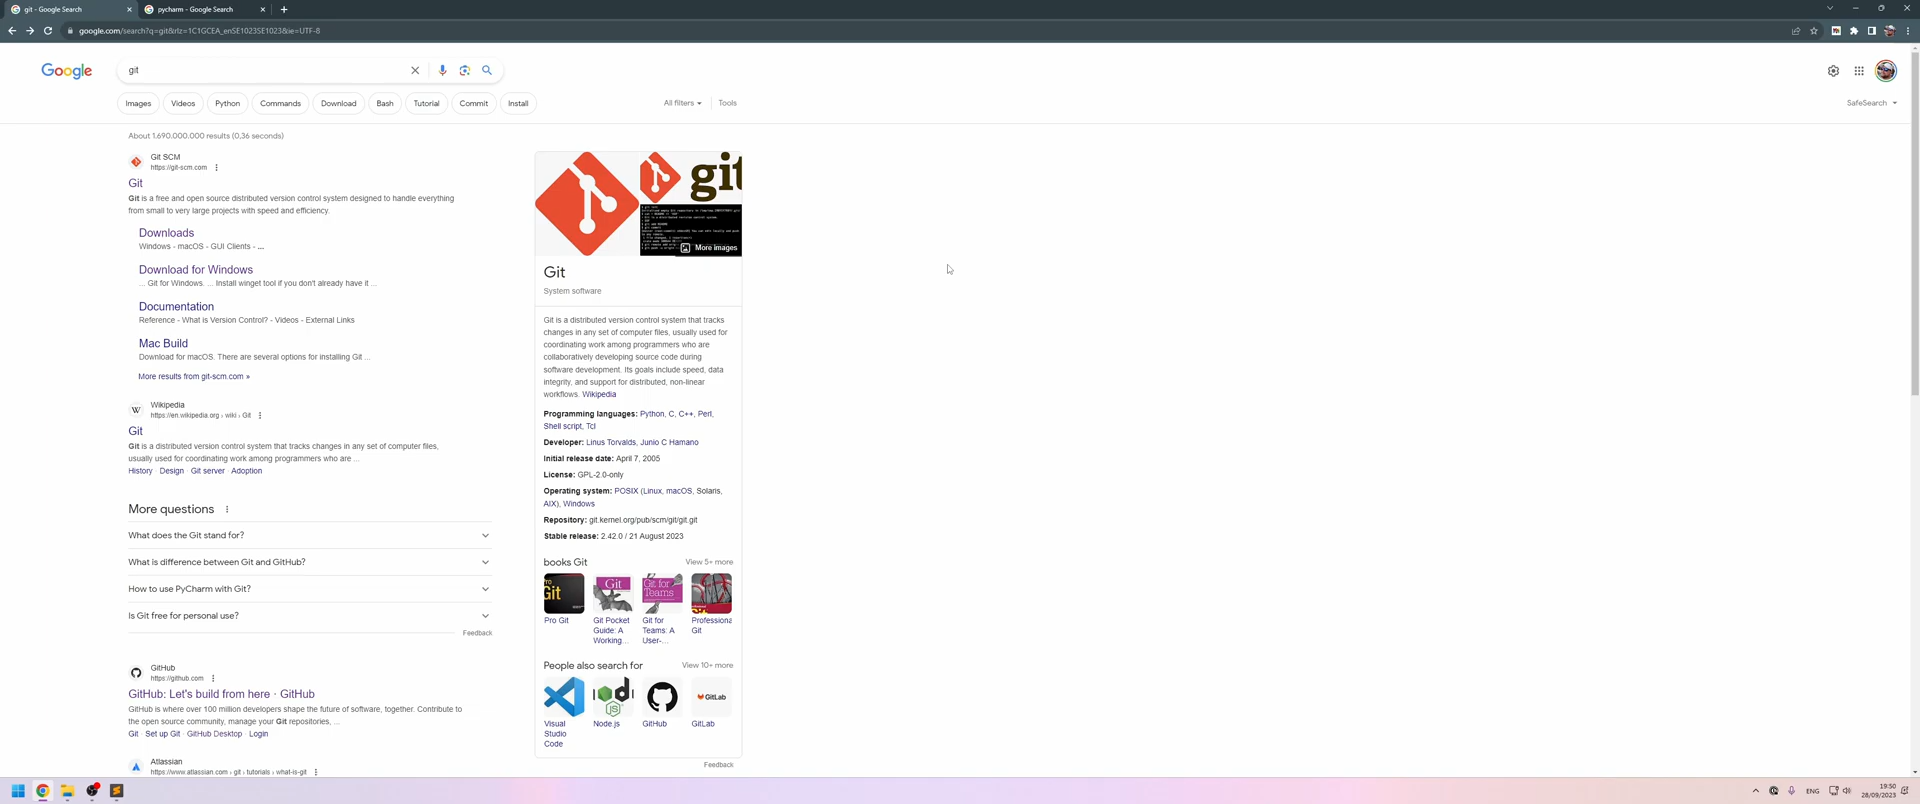 git - Google Search
pycharm - Google Search
google.com/search?q=git&rlz=1C1GCEA_enSE1023SE1023&ie=UTF-8
Google
git
Images
Videos
Python
Commands
Download
Bash
Tutorial
Commit
Install
All filters
Tools
SafeSearch
About 1.690.000.000 results (0,36 seconds)
Git SCM
https://git-scm.com
Git
Git is a free and open source distributed version control system designed to handle everything
from small to very large projects with speed and efficiency.
Downloads
Windows - macOS - GUI Clients - ...
Download for Windows
... Git for Windows. ... Install winget tool if you don't already have it ...
Documentation
Reference - What is Version Control? - Videos - External Links
Mac Build
Download for macOS. There are several options for installing Git ...
More results from git-scm.com »
Wikipedia
https://en.wikipedia.org › wiki › Git
Git
Git is a distributed version control system that tracks changes in any set of computer files,
usually used for coordinating work among programmers who are ...
History · Design · Git server · Adoption
More questions
What does the Git stand for?
What is difference between Git and GitHub?
How to use PyCharm with Git?
Is Git free for personal use?
Feedback
GitHub
https://github.com
GitHub: Let's build from here · GitHub
GitHub is where over 100 million developers shape the future of software, together. Contribute to
the open source community, manage your Git repositories, ...
Git · Set up Git · GitHub Desktop · Login
Atlassian
https://www.atlassian.com › git › tutorials › what-is-git
git
More images
Git
System software
Git is a distributed version control system that tracks
changes in any set of computer files, usually used for
coordinating work among programmers who are
collaboratively developing source code during
software development. Its goals include speed, data
integrity, and support for distributed, non-linear
workflows. Wikipedia
Programming languages: Python, C, C++, Perl,
Shell script, Tcl
Developer: Linus Torvalds, Junio C Hamano
Initial release date: April 7, 2005
License: GPL-2.0-only
Operating system: POSIX (Linux, macOS, Solaris,
AIX), Windows
Repository: git.kernel.org/pub/scm/git/git.git
Stable release: 2.42.0 / 21 August 2023
books Git
View 5+ more
Pro Git
Git Pocket
Guide: A
Working...
Git for
Teams: A
User-...
Professiona
Git
People also search for
View 10+ more
GitLab
Visual
Studio
Code
Node.js
GitHub
GitLab
Feedback
ENG
19:50
28/09/2023